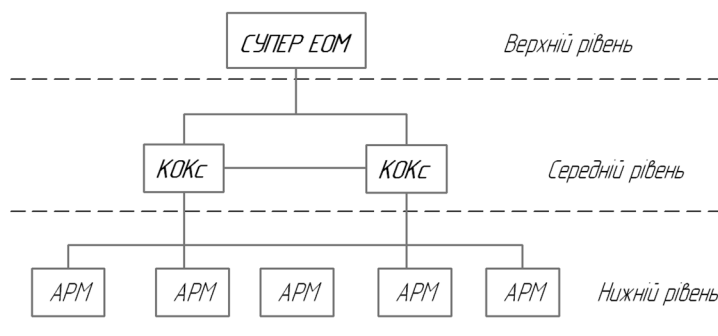 СУПЕР ЕОМ Верхній рівень
КОКс КОКс Середній рівень
АРМ АРМ АРМ АРМ АРМ Нижній рівень